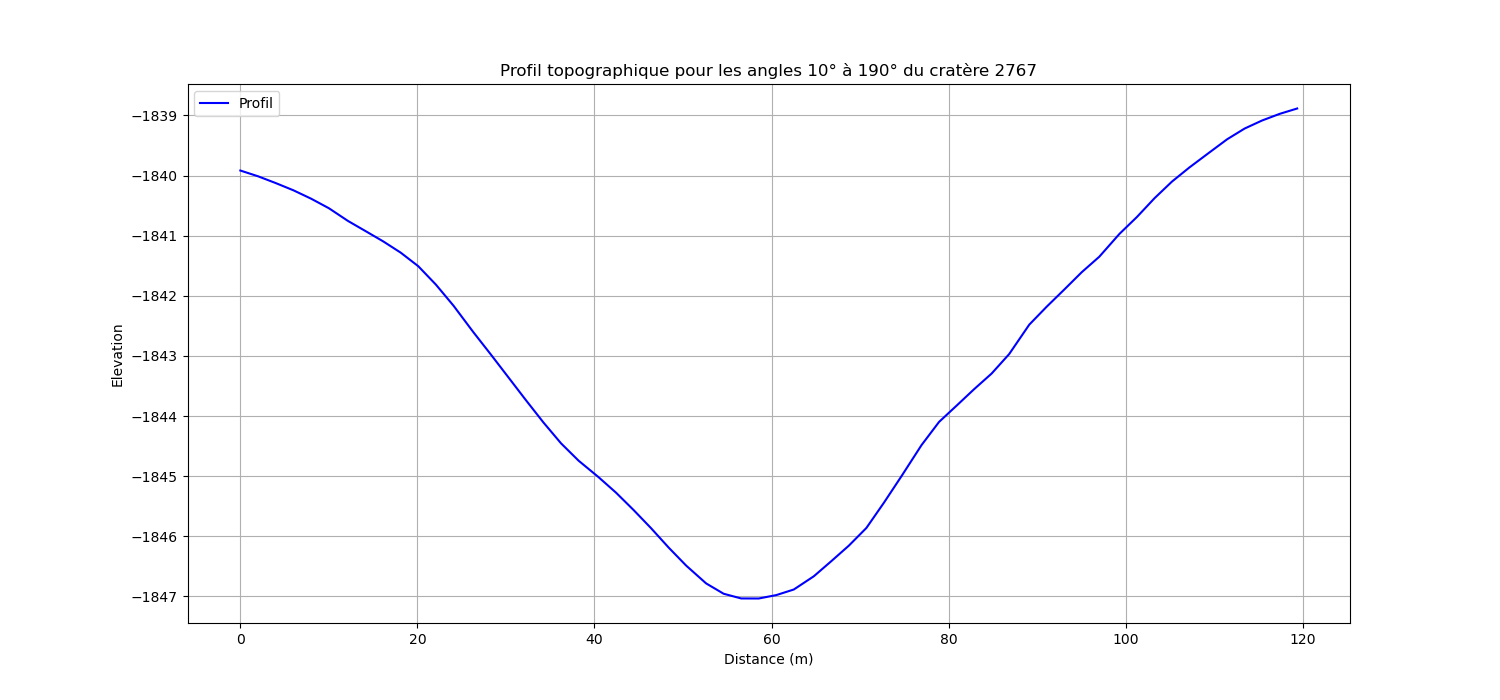 Profil topographique pour les angles 10° à 190° du cratère 2767
Profil
−1839
−1840
−1841
−1842
−1843
−1844
−1845
−1846
−1847
Elevation
0 20 40 60 80 100 120
Distance (m)